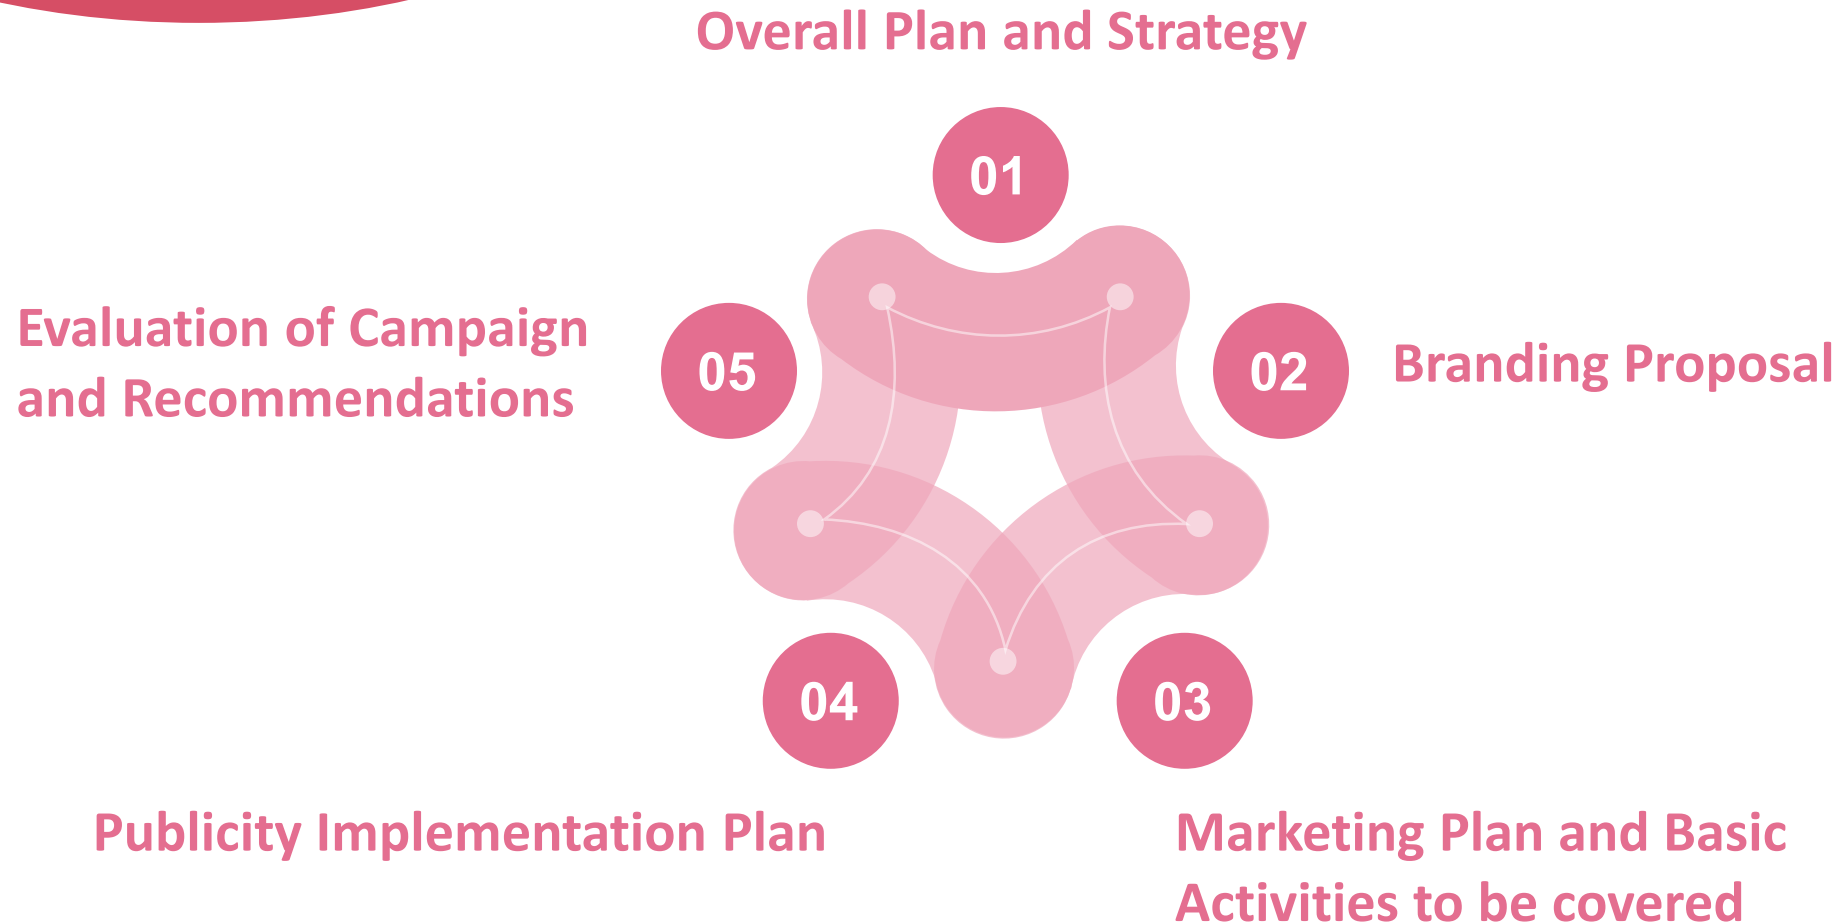 Overall Plan and Strategy
01
02
Branding Proposal
03
Marketing Plan and Basic
Activities to be covered
04
Publicity Implementation Plan
05
Evaluation of Campaign
and Recommendations